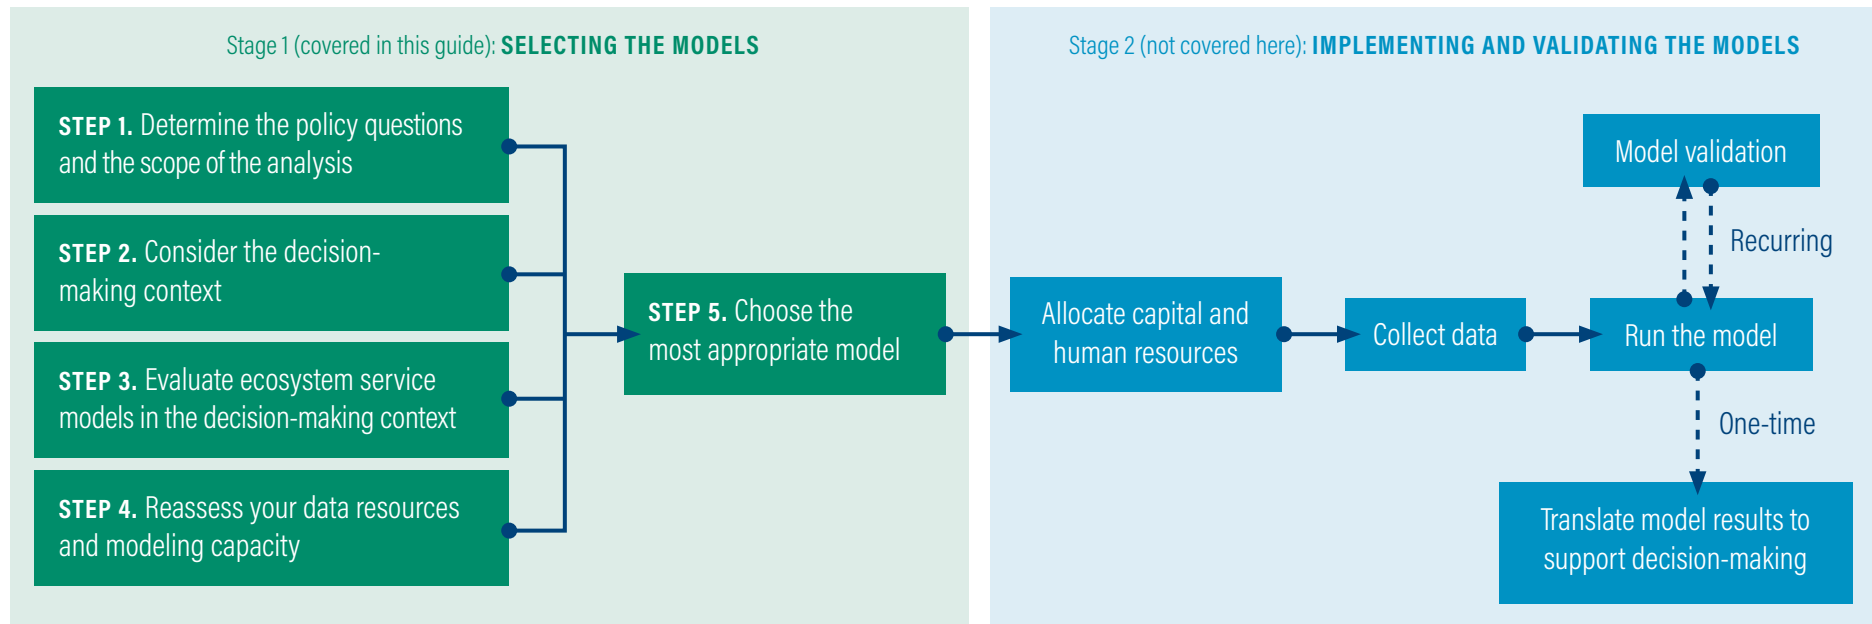 Stage 1 (covered in this guide): SELECTING THE MODELS
STEP 1. Determine the policy questions
and the scope of the analysis
STEP 2. Consider the decision-
making context
STEP 3. Evaluate ecosystem service
models in the decision-making context
STEP 4. Reassess your data resources
and modeling capacity
STEP 5. Choose the
most appropriate model
Stage 2 (not covered here): IMPLEMENTING AND VALIDATING THE MODELS
Allocate capital and
human resources
Collect data
Run the model
Model validation
Recurring
One-time
Translate model results to
support decision-making